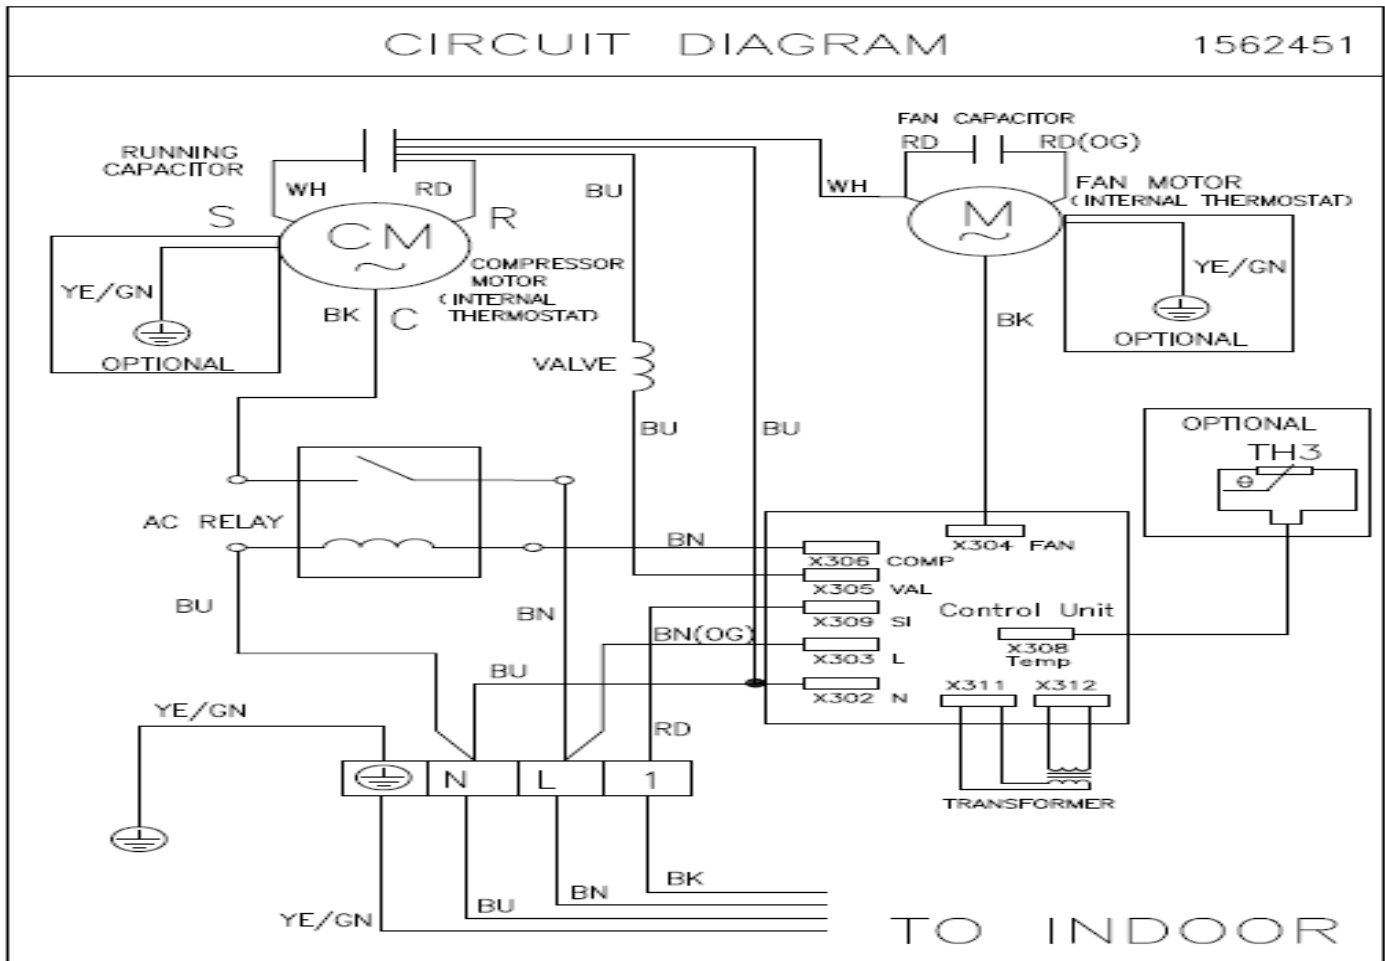 CIRCUIT DIAGRAM 1562451
FAN CAPACITOR
RD RD(OG)
RUNNING
CAPACITOR
WH RD BU WH
FAN MOTOR
(INTERNAL THERMOSTAT)
S R
CM
~
M
~
COMPRESSOR
MOTOR
(INTERNAL
THERMOSTAT)
YE/GN
YE/GN
BK C
BK
OPTIONAL
OPTIONAL
VALVE
BU BU
OPTIONAL
TH3
θ
AC RELAY
BN
X304 FAN
X306 COMP
X305 VAL
BU BN
Control Unit
X309 SI
BN(OG)
X308
Temp
X303 L
BU
X311 X312
X302 N
YE/GN
RD
N L 1
TRANSFORMER
BK
BN
BU
YE/GN
TO INDOOR